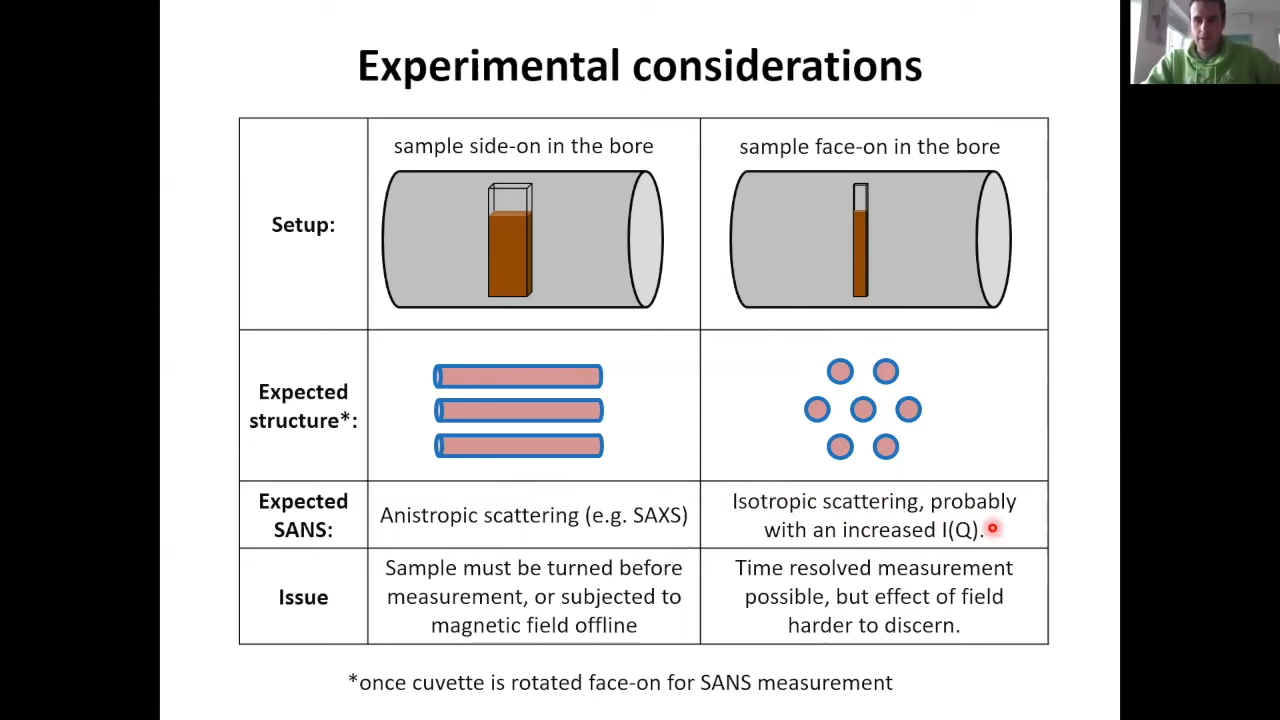 Experimental considerations
Setup:
sample side-on in the bore
sample face-on in the bore
Expected
structure*:
Expected
SANS:
Anistropic scattering (e.g. SAXS)
Isotropic scattering, probably
with an increased I(Q).
Issue
Sample must be turned before
measurement, or subjected to
magnetic field offline
Time resolved measurement
possible, but effect of field
harder to discern.
*once cuvette is rotated face-on for SANS measurement